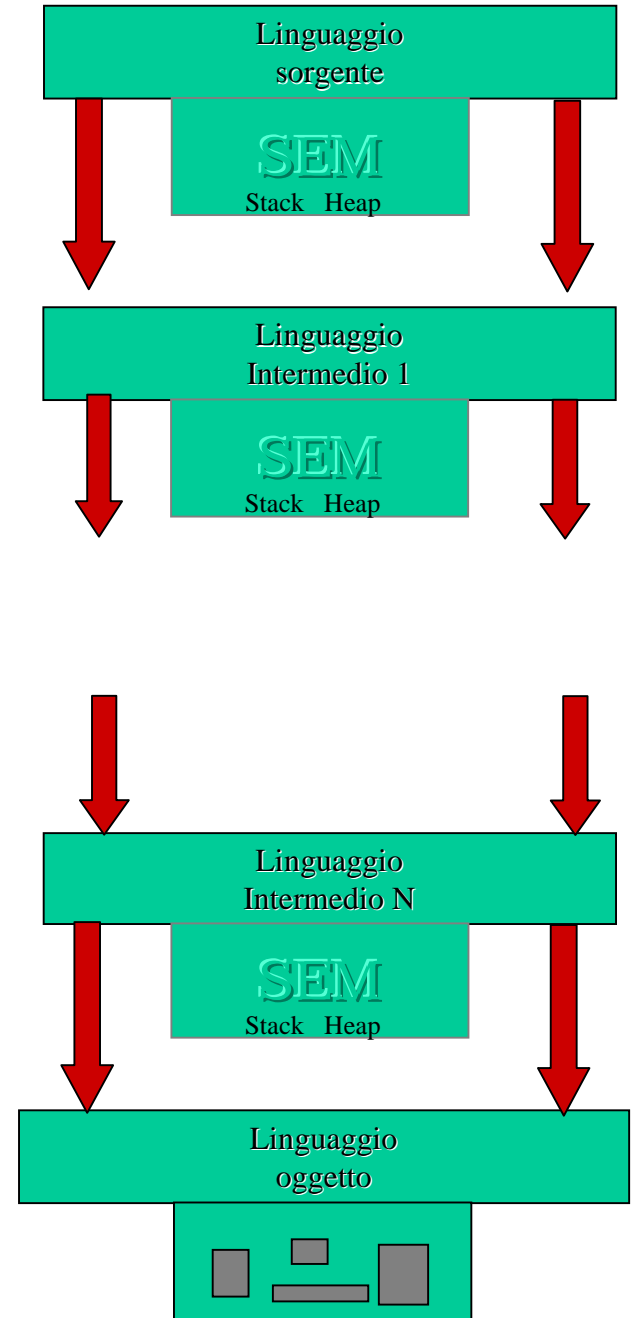 Linguaggio
sorgente
SEM
Stack Heap
Linguaggio
Intermedio 1
SEM
Stack Heap
Linguaggio
Intermedio N
SEM
Stack Heap
Linguaggio
oggetto